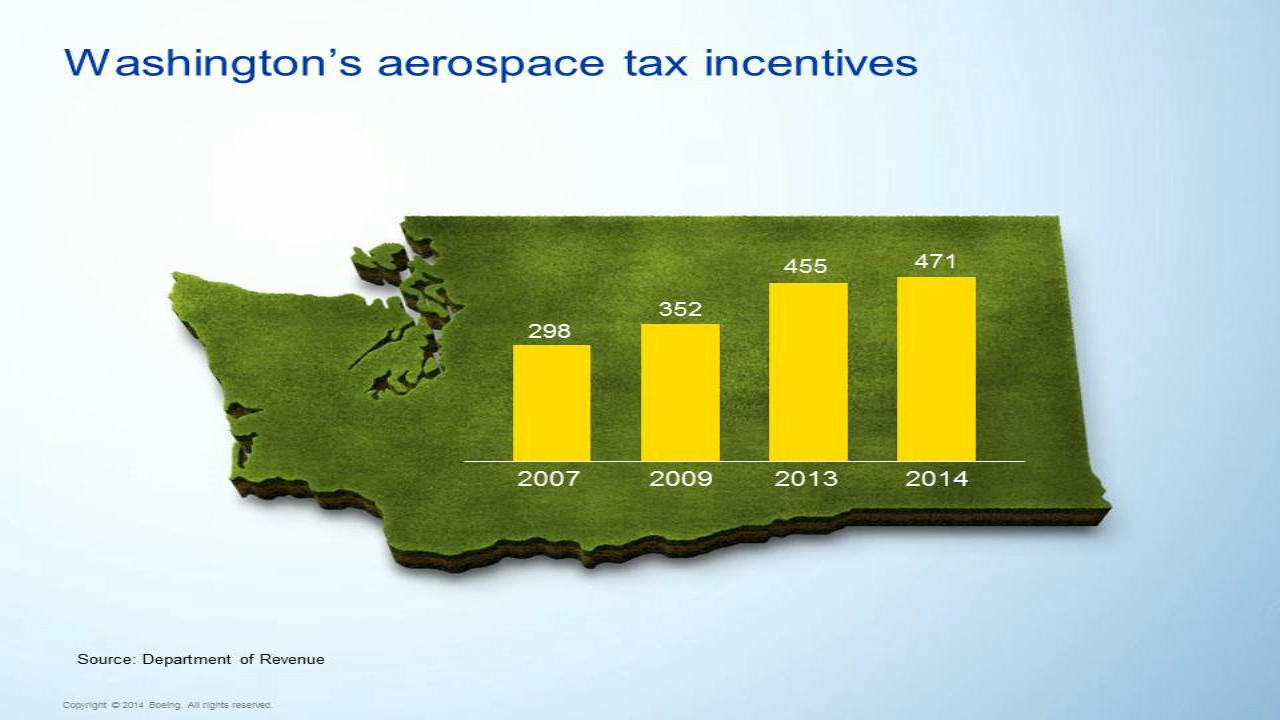 Washington's aerospace tax incentives
471
455
352
298
2007 2009 2013 2014
Source: Department of Revenue
Copyright © 2014 Boeing. All rights reserved.